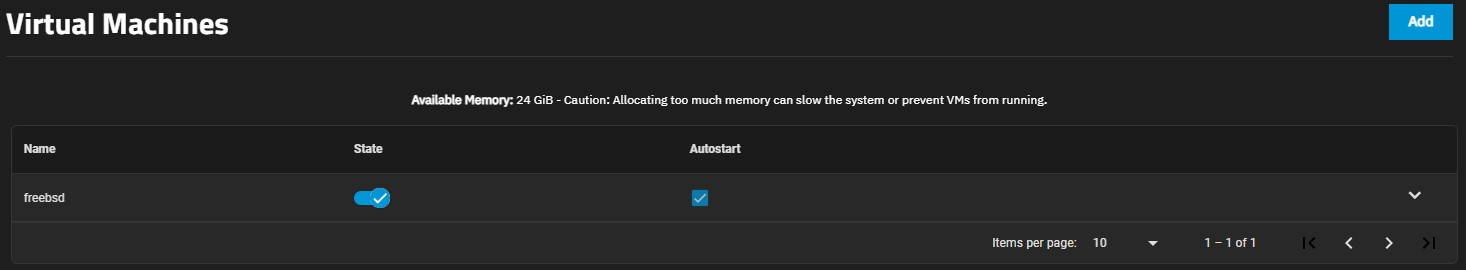 Virtual Machines
Add
Available Memory: 24 GiB - Caution: Allocating too much memory can slow the system or prevent VMs from running.
Name State Autostart
freebsd
Items per page: 10 1 – 1 of 1